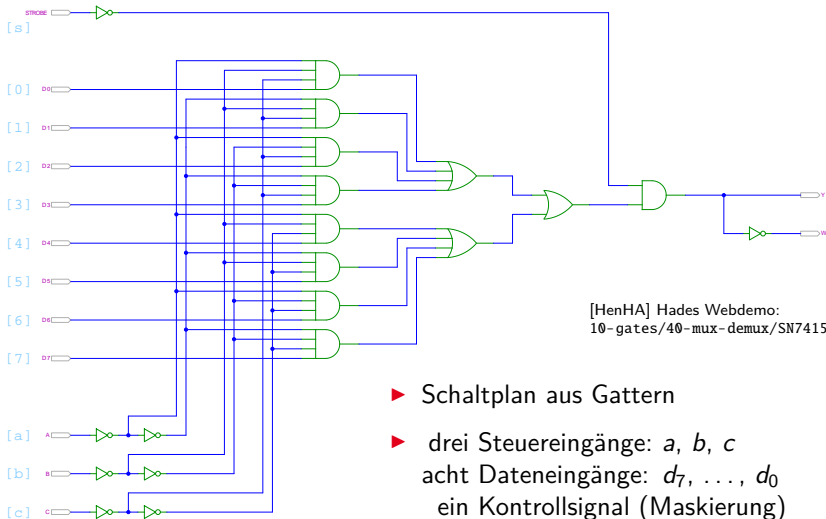 STROBE
[s]
[0] D0
[1] D1
[2] D2
[3] D3
[4] D4
[5] D5
[6] D6
[7] D7
[a] A
[b] B
[c] C
Y
W
[HenHA] Hades Webdemo:
10-gates/40-mux-demux/SN7415
▶ Schaltplan aus Gattern
▶ drei Steuereingänge: a, b, c
acht Dateneingänge: d7, ..., d0
ein Kontrollsignal (Maskierung)